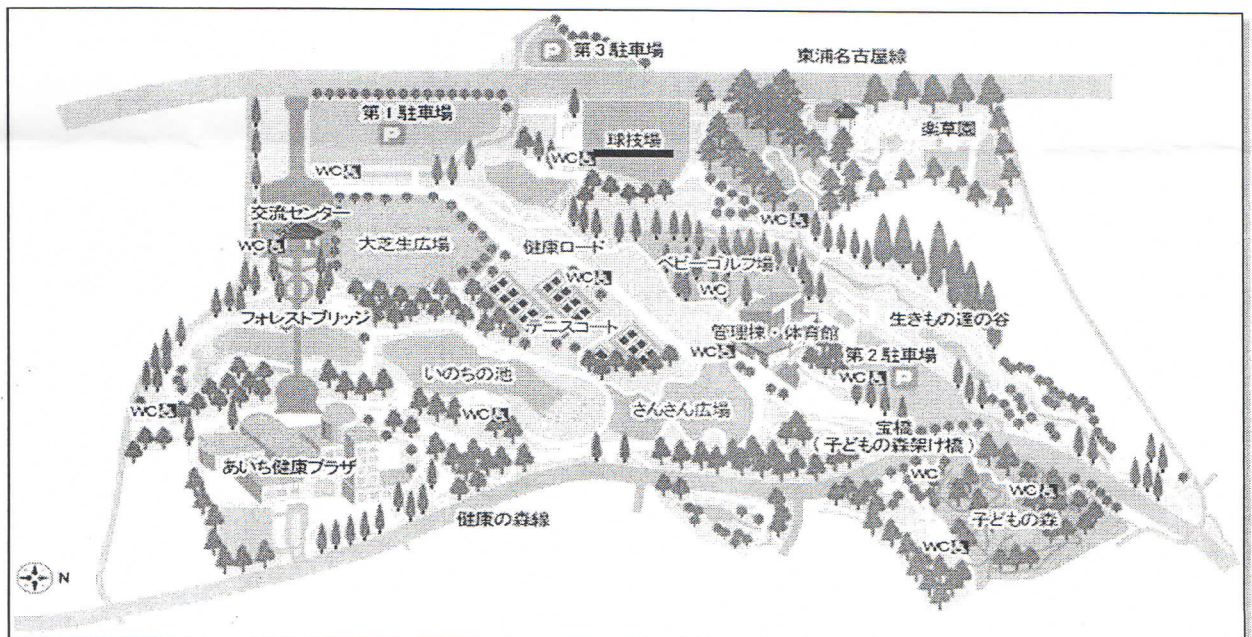 第3駐車場
P
東浦名古屋線
第1駐車場
P
球技場
薬草園
WC
WC
WC
交流センター
WC
大芝生広場
健康ロード
ベビーゴルフ場
WC
WC
フォレストブリッジ
テニスコート
管理棟・体育館
生きもの達の谷
WC
第2駐車場
WC
P
いのちの池
WC
WC
さんさん広場
宝橋
(子どもの森架け橋)
あいち健康プラザ
WC
WC
子どもの森
健康の森線
WC
N